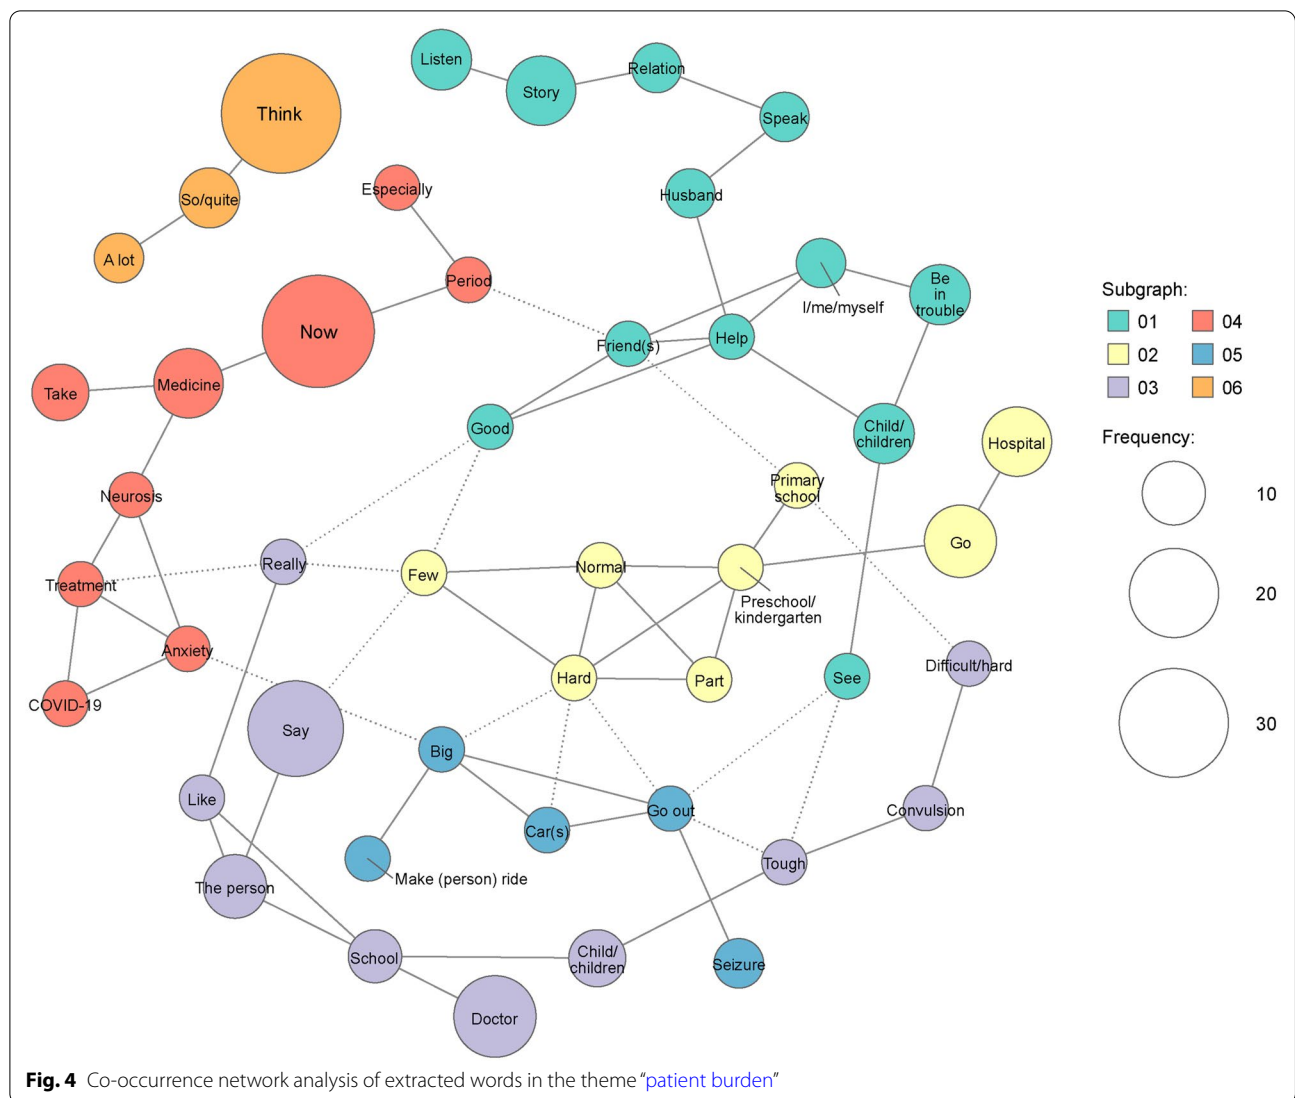 Listen
Story
Relation
Speak
Think
So/quite
A lot
Especially
Husband
Period
I/me/myself
Be
in
trouble
Now
Friend(s)
Help
Take
Medicine
Good
Child/
children
Hospital
Primary
school
Neurosis
Go
Really
Few
Normal
Treatment
Preschool/
kindergarten
Anxiety
Hard
Part
See
Difficult/hard
COVID-19
Say
Big
Like
Car(s)
Go out
Convulsion
Make (person) ride
Tough
The person
School
Child/
children
Seizure
Doctor
Subgraph:
01 04
02 05
03 06
Frequency:
10
20
30
Fig. 4 Co-occurrence network analysis of extracted words in the theme “patient burden”